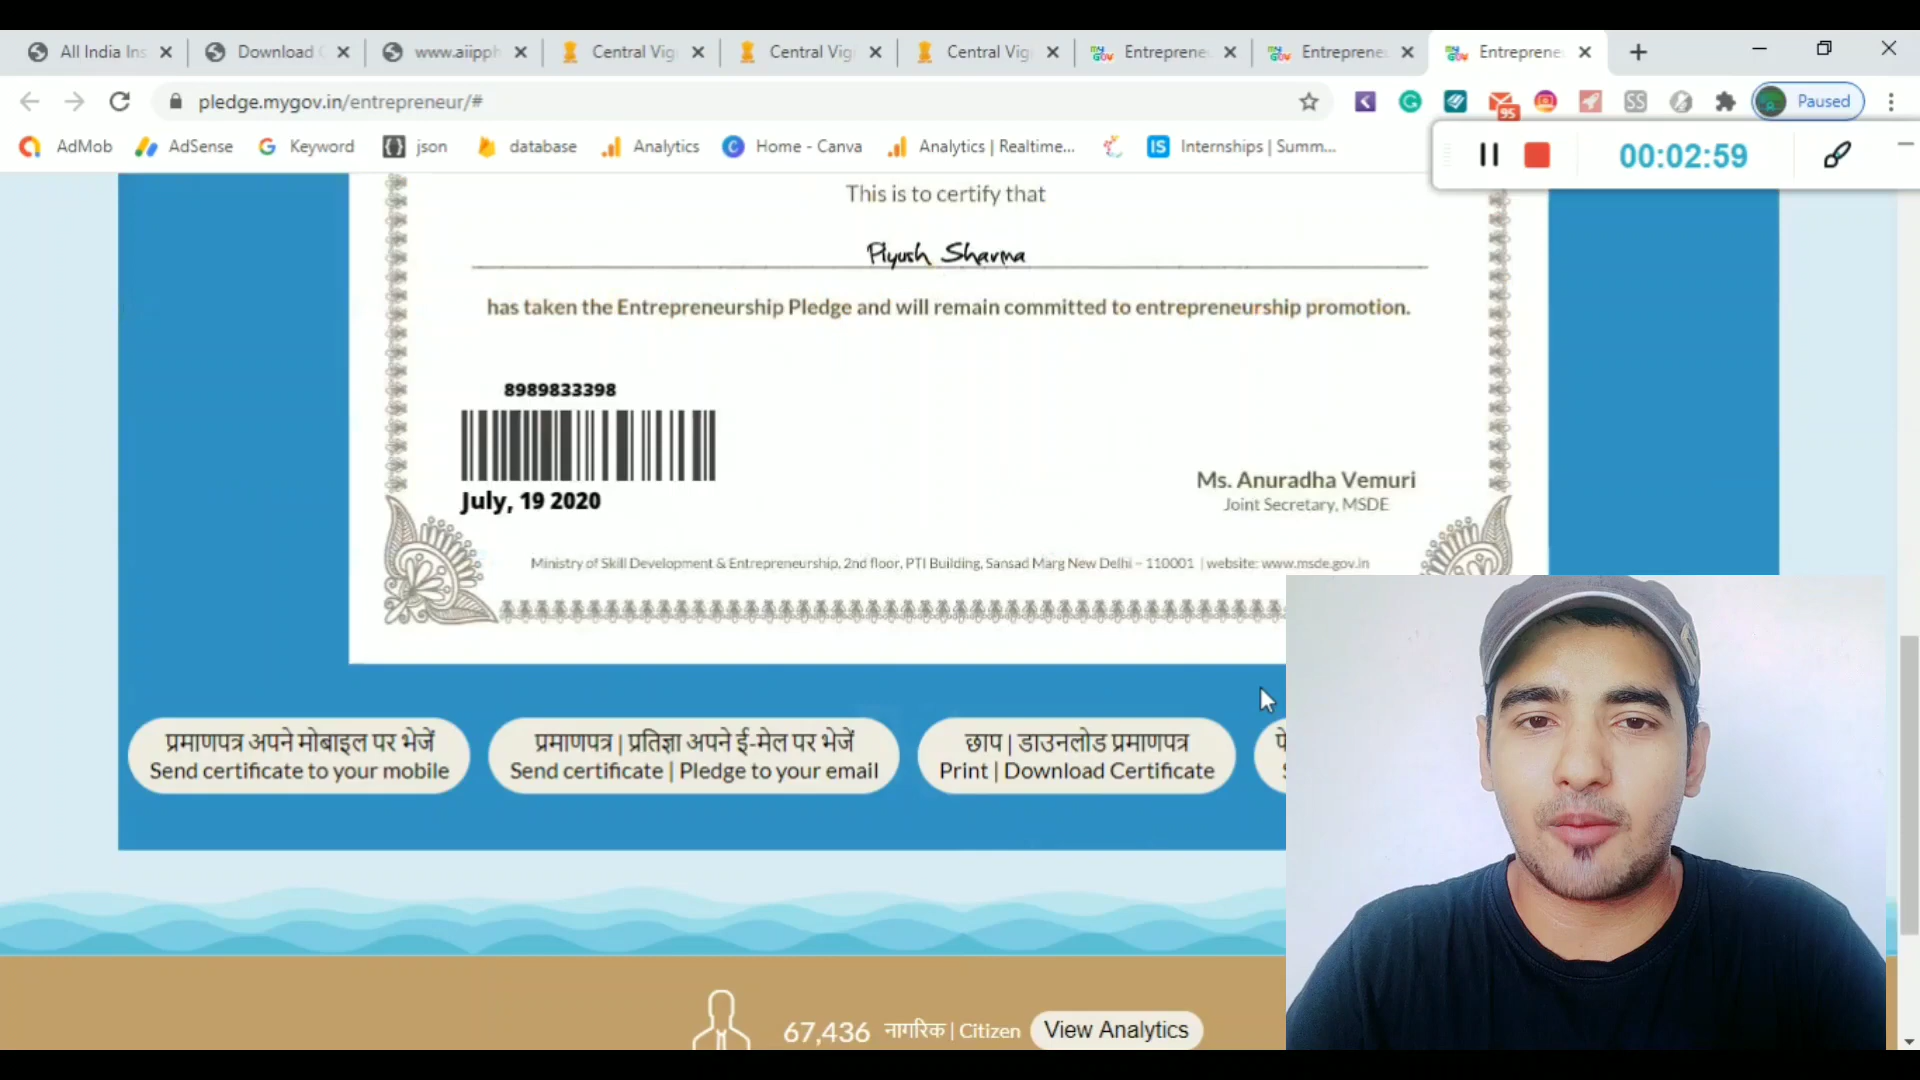 All India Ins
Download
www.aiipph
Central Vig
Central Vig
Central Vig
Entreprene
Entreprene
Entreprene
pledge.mygov.in/entrepreneur/#
95
SS
Paused
AdMob
AdSense
Keyword
json
database
Analytics
Home - Canva
Analytics | Realtime...
IS
Internships | Summ...
00:02:59
This is to certify that
Piyush Sharma
has taken the Entrepreneurship Pledge and will remain committed to entrepreneurship promotion.
8989833398
July, 19 2020
Ms. Anuradha Vemuri
Joint Secretary, MSDE
Ministry of Skill Development & Entrepreneurship, 2nd floor, PTI Building, Sansad Marg New Delhi – 110001 | website: www.msde.gov.in
प्रमाणपत्र अपने मोबाइल पर भेजें
Send certificate to your mobile
प्रमाणपत्र | प्रतिज्ञा अपने ई-मेल पर भेजें
Send certificate | Pledge to your email
छाप | डाउनलोड प्रमाणपत्र
Print | Download Certificate
67,436 नागरिक | Citizen
View Analytics